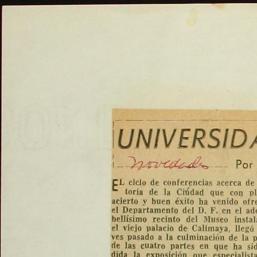 UNIVERSIDA
Novedades Por
EL ciclo de conferencias acerca de
toria de la Ciudad que con pl
acierto y buen éxito ha venido ofre
el Departamento del D. F. en el ade
bellísimo recinto del Museo instal
el viejo palacio de Calimaya, llegó
ves pasado a la culminación de la p
de las cuatro partes en que ha sid
dida la exposición que especialista